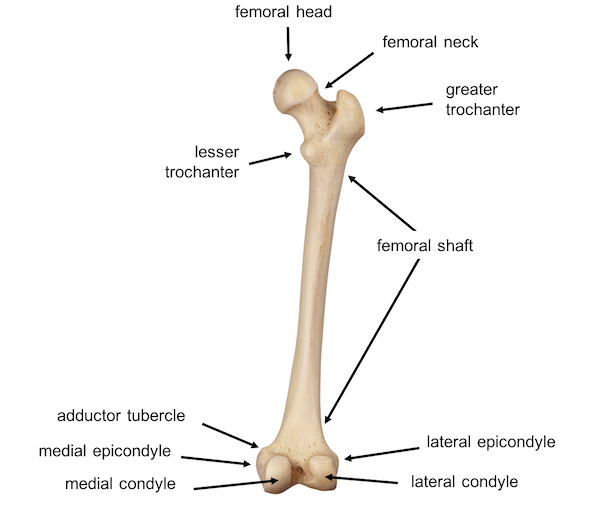 femoral head
femoral neck
greater
trochanter
lesser
trochanter
femoral shaft
adductor tubercle
medial epicondyle
lateral epicondyle
medial condyle
lateral condyle